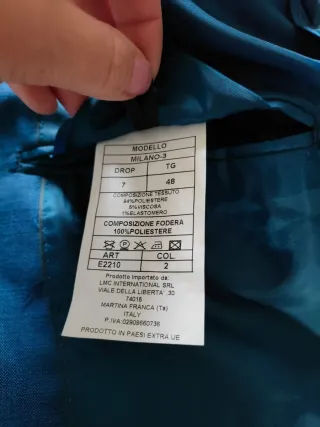 MODELLO
MILANO-3
DROP TG
7 48
COMPOSIZIONE TESSUTO
94%POLIESTERE
5%VISCOSA
1%ELASTOMERO
COMPOSIZIONE FODERA
100%POLIESTERE
ART COL.
E2210 2
Prodotto importato da:
LMC INTERNATIONAL SRL
VIALE DELLA LIBERTA' ,30
74015
MARTINA FRANCA (Ta)
ITALY
P.IVA:02909660736
PRODOTTO IN PAESI EXTRA UE